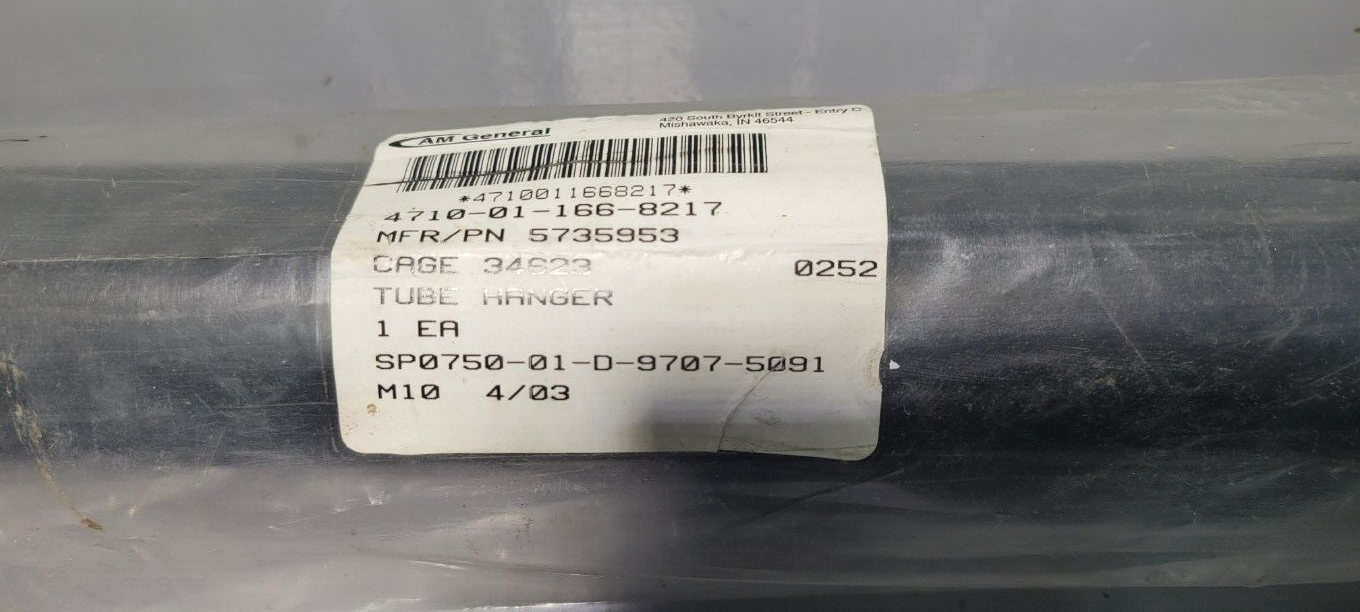 AM General
420 South Byrkit Street - Entry C
Mishawaka, IN 46544
*4710011668217*
4710-01-166-8217
MFR/PN 5735953
CAGE 34623 0252
TUBE HANGER
1 EA
SP0750-01-D-9707-5091
M10 4/03